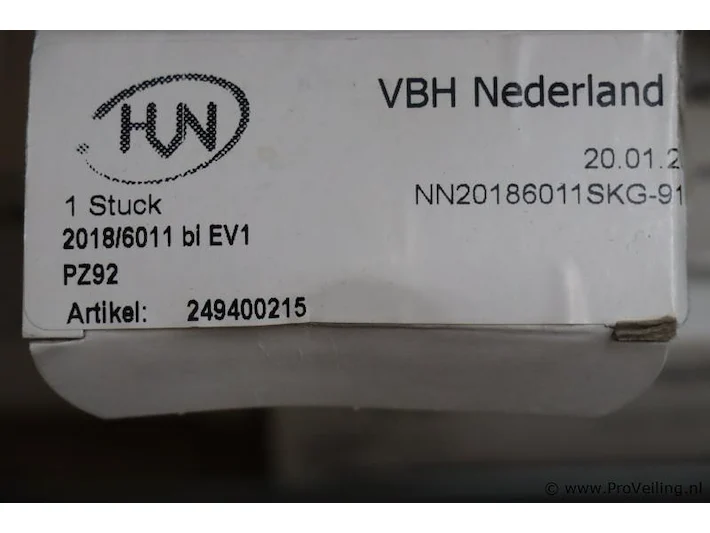 HVN
VBH Nederland
20.01.2
NN20186011SKG-91
1 Stuck
2018/6011 bi EV1
PZ92
Artikel: 249400215
© www.ProVeiling.nl